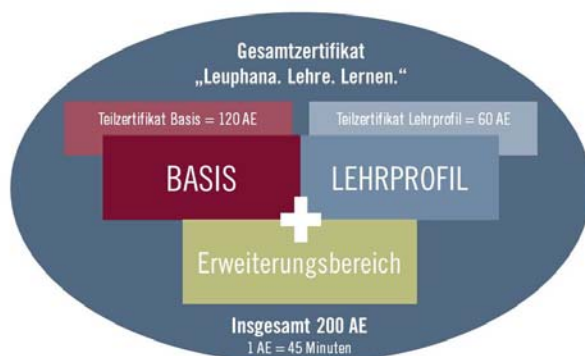 Gesamtzertifikat
„Leuphana. Lehre. Lernen.“
Teilzertifikat Basis = 120 AE
Teilzertifikat Lehrprofil = 60 AE
BASIS
LEHRPROFIL
Erweiterungsbereich
Insgesamt 200 AE
1 AE = 45 Minuten